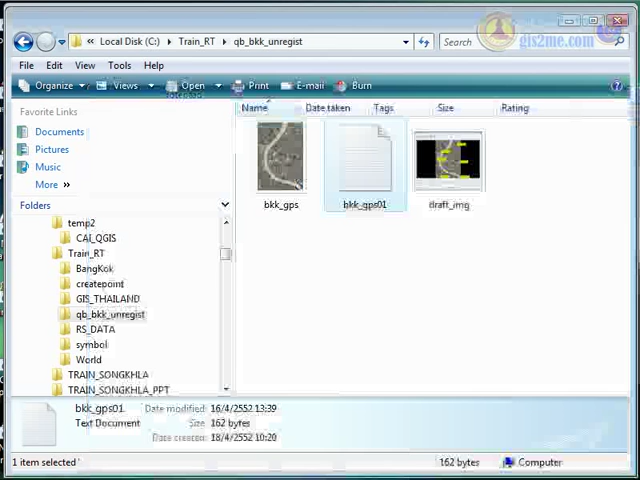 Local Disk (C:) Train_RT qb_bkk_unregist Search
gis2me.com
File Edit View Tools Help
Organize Views Open Print E-mail Burn
Favorite Links
Documents
Pictures
Music
More »
Folders
temp2
CAI_QGIS
Train_RT
BangKok
createpoint
GIS_THAILAND
qb_bkk_unregist
RS_DATA
symbol
World
TRAIN_SONGKHLA
TRAIN_SONGKHLA_PPT
Name Date taken Tags Size Rating
bkk_gps bkk_gps01 draft_img
bkk_gps01 Date modified: 16/4/2552 13:39
Text Document Size: 162 bytes
Date created: 18/4/2552 10:20
1 item selected 162 bytes Computer